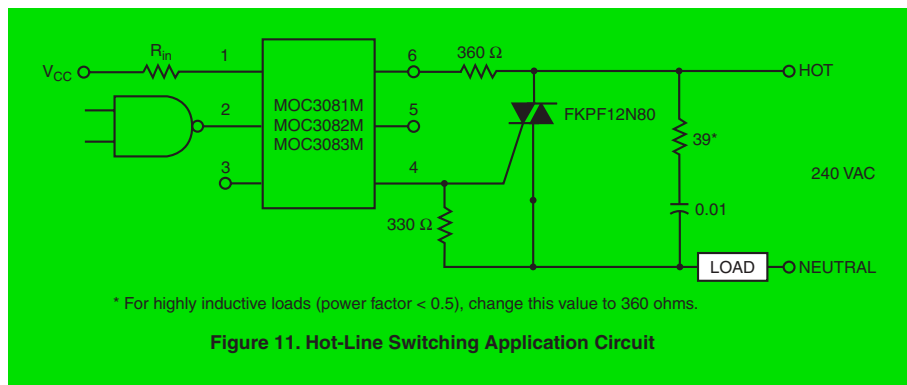 R_in
1
V_CC
2
3
MOC3081M
MOC3082M
MOC3083M
6
5
4
360 Ω
FKPF12N80
330 Ω
39*
0.01
HOT
240 VAC
LOAD
NEUTRAL
* For highly inductive loads (power factor < 0.5), change this value to 360 ohms.
Figure 11. Hot-Line Switching Application Circuit